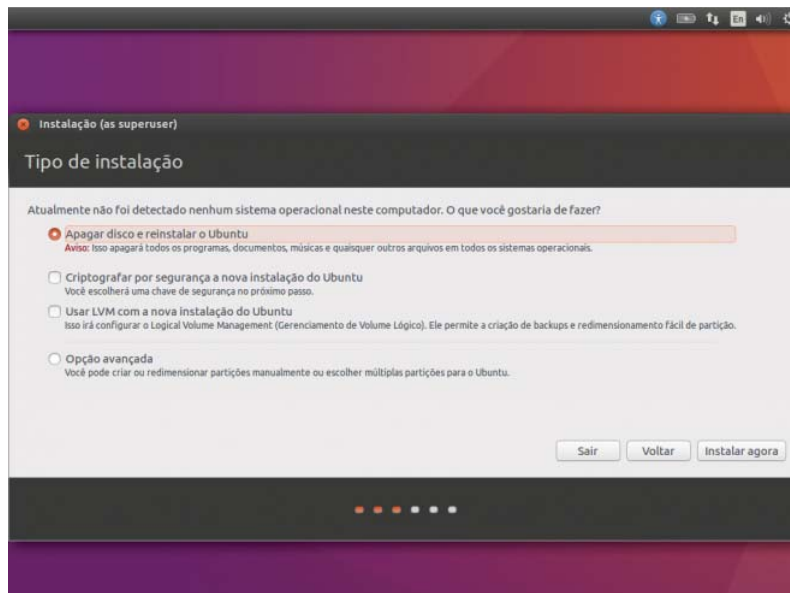 En
Instalação (as superuser)
Tipo de instalação
Atualmente não foi detectado nenhum sistema operacional neste computador. O que você gostaria de fazer?
Apagar disco e reinstalar o Ubuntu
Aviso: Isso apagará todos os programas, documentos, músicas e quaisquer outros arquivos em todos os sistemas operacionais.
Criptografar por segurança a nova instalação do Ubuntu
Você escolherá uma chave de segurança no próximo passo.
Usar LVM com a nova instalação do Ubuntu
Isso irá configurar o Logical Volume Management (Gerenciamento de Volume Lógico). Ele permite a criação de backups e redimensionamento fácil de partição.
Opção avançada
Você pode criar ou redimensionar partições manualmente ou escolher múltiplas partições para o Ubuntu.
Sair Voltar Instalar agora